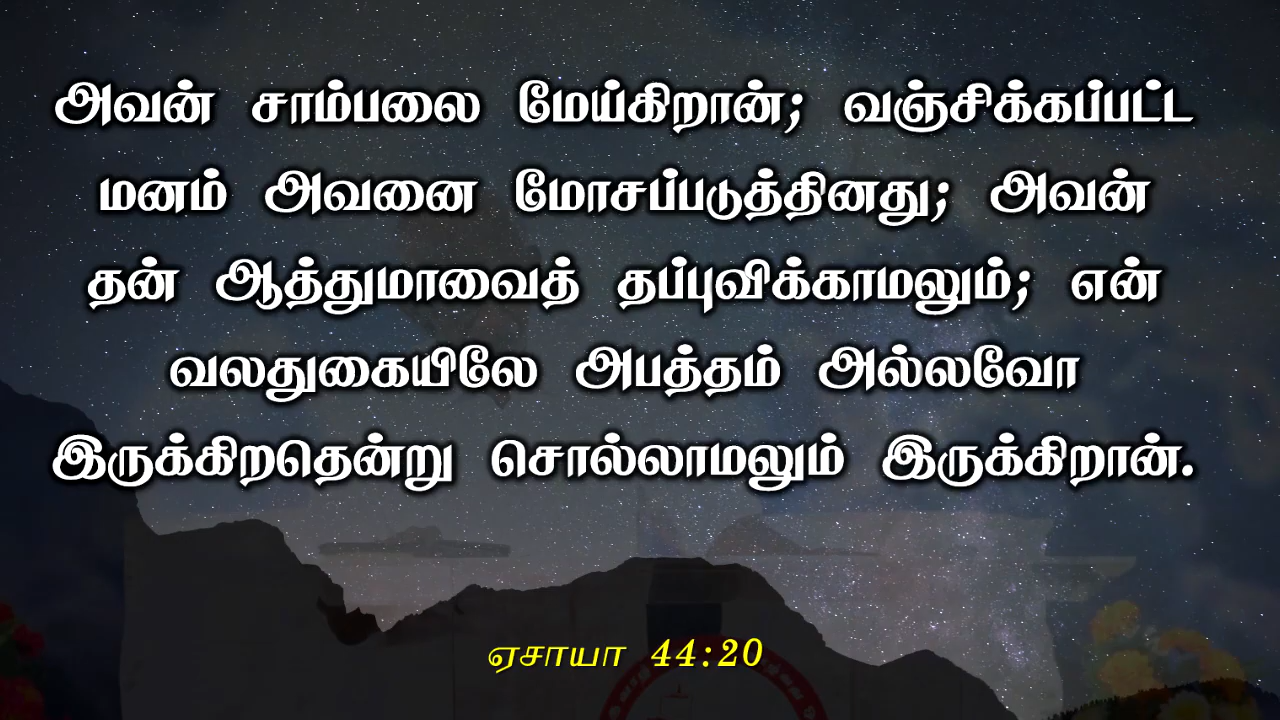 அவன் சாம்பலை மேய்கிறான்; வஞ்சிக்கப்பட்ட
மனம் அவனை மோசப்படுத்தினது; அவன்
தன் ஆத்துமாவைத் தப்புவிக்காமலும்; என்
வலதுகையிலே அபத்தம் அல்லவோ
இருக்கிறதென்று சொல்லாமலும் இருக்கிறான்.
ஏசாயா 44:20